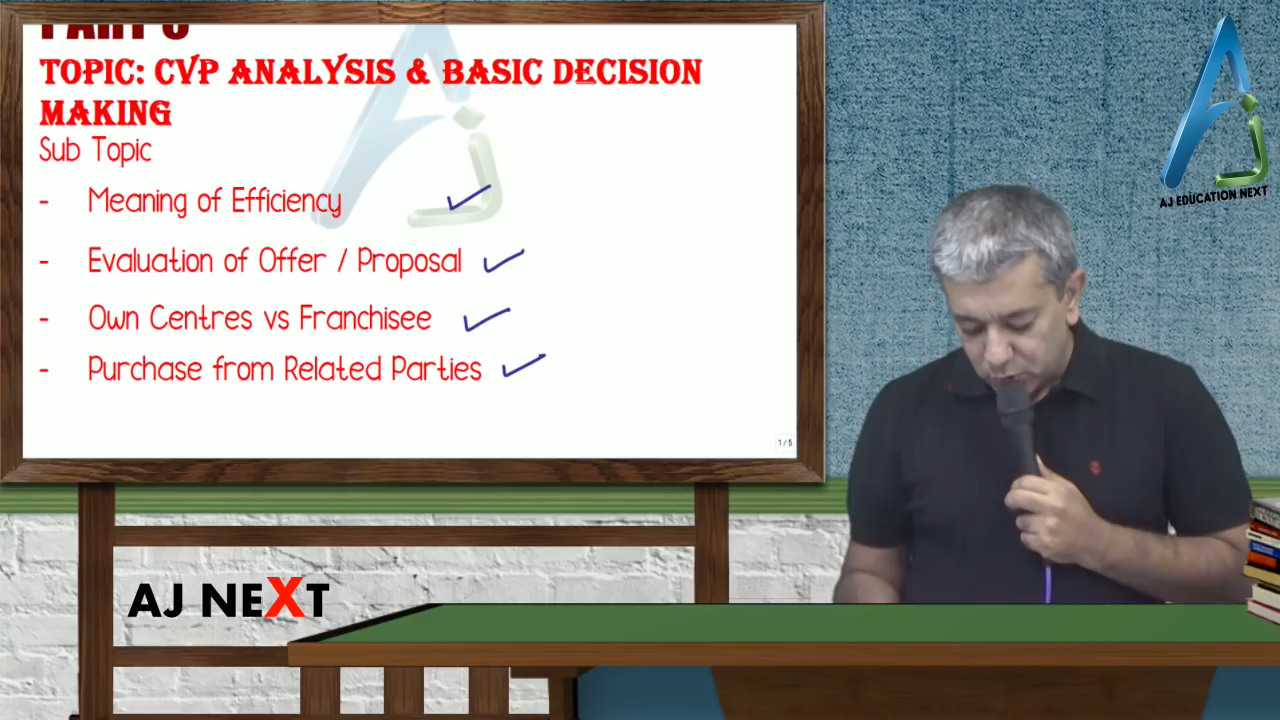 TOPIC: CVP ANALYSIS & BASIC DECISION
MAKING
Sub Topic
- Meaning of Efficiency
- Evaluation of Offer / Proposal
- Own Centres vs Franchisee
- Purchase from Related Parties
1/5
AJ EDUCATION NEXT
AJ NEXT